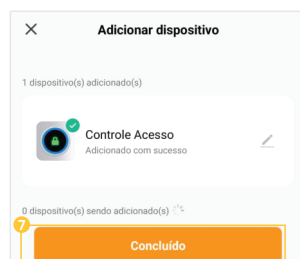 Adicionar dispositivo
1 dispositivo(s) adicionado(s)
Controle Acesso
Adicionado com sucesso
0 dispositivo(s) sendo adicionado(s)
7
Concluído